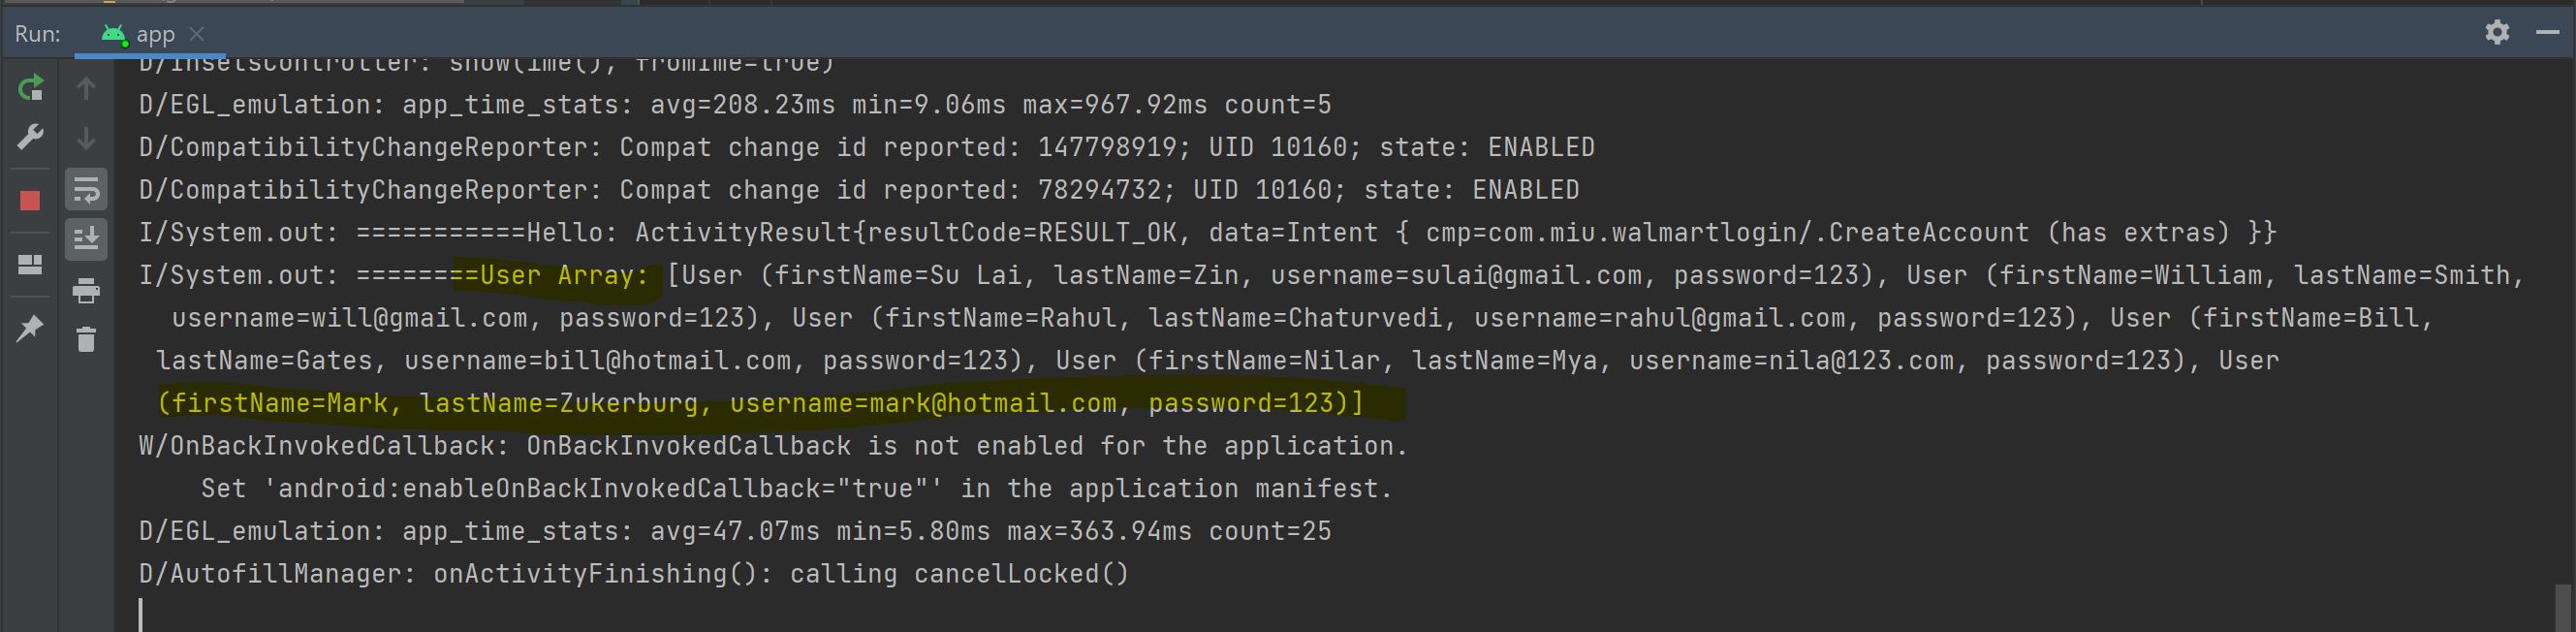 Run: app
D/InsetsController: show(ime(), fromIme=true)
D/EGL_emulation: app_time_stats: avg=208.23ms min=9.06ms max=967.92ms count=5
D/CompatibilityChangeReporter: Compat change id reported: 147798919; UID 10160; state: ENABLED
D/CompatibilityChangeReporter: Compat change id reported: 78294732; UID 10160; state: ENABLED
I/System.out: ===========Hello: ActivityResult{resultCode=RESULT_OK, data=Intent { cmp=com.miu.walmartlogin/.CreateAccount (has extras) }}
I/System.out: ========User Array: [User (firstName=Su Lai, lastName=Zin, username=sulai@gmail.com, password=123), User (firstName=William, lastName=Smith,
username=will@gmail.com, password=123), User (firstName=Rahul, lastName=Chaturvedi, username=rahul@gmail.com, password=123), User (firstName=Bill,
lastName=Gates, username=bill@hotmail.com, password=123), User (firstName=Nilar, lastName=Mya, username=nila@123.com, password=123), User
(firstName=Mark, lastName=Zukerburg, username=mark@hotmail.com, password=123)]
W/OnBackInvokedCallback: OnBackInvokedCallback is not enabled for the application.
Set 'android:enableOnBackInvokedCallback="true"' in the application manifest.
D/EGL_emulation: app_time_stats: avg=47.07ms min=5.80ms max=363.94ms count=25
D/AutofillManager: onActivityFinishing(): calling cancelLocked()